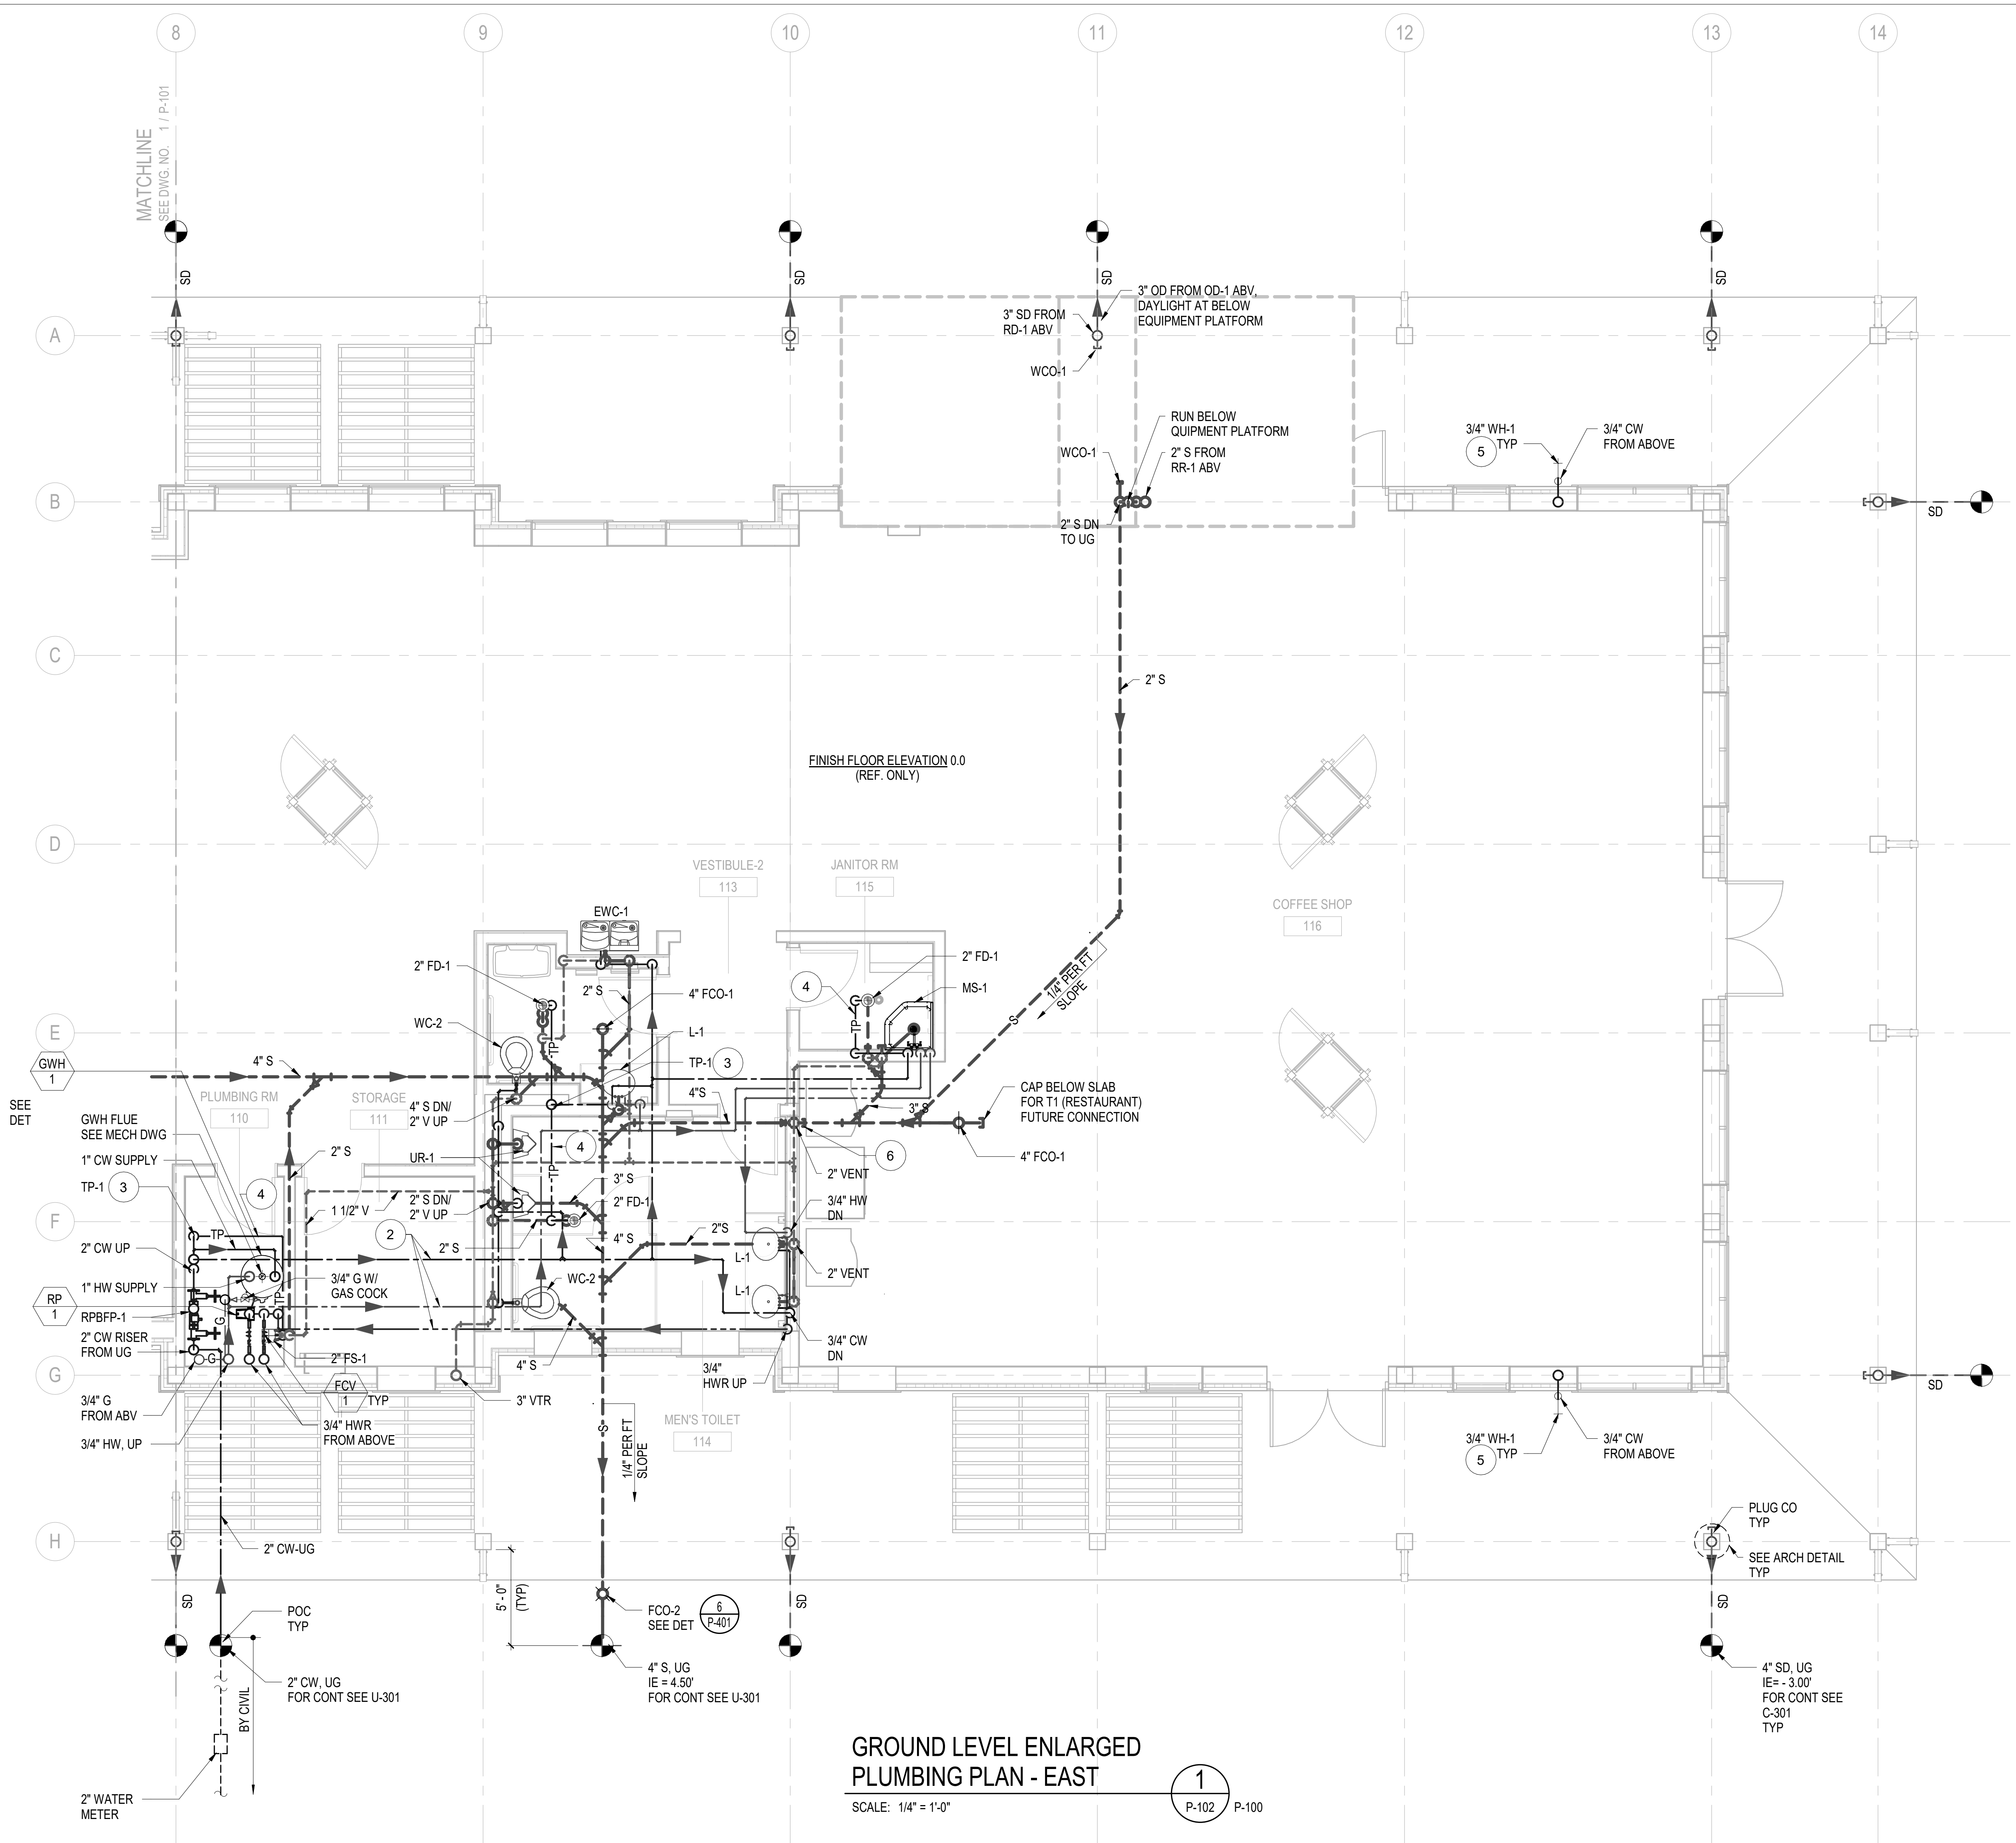 8
9
10
11
12
13
14
MATCHLINE
SEE DWG. NO. 1 / P-101
SD
SD
SD
SD
A
3" SD FROM
RD-1 ABV
3" OD FROM OD-1 ABV,
DAYLIGHT AT BELOW
EQUIPMENT PLATFORM
WCO-1
RUN BELOW
QUIPMENT PLATFORM
WCO-1
2" S FROM
RR-1 ABV
3/4" WH-1
5 TYP
3/4" CW
FROM ABOVE
B
SD
2" S DN
TO UG
C
2" S
FINISH FLOOR ELEVATION 0.0
(REF. ONLY)
D
VESTIBULE-2
113
JANITOR RM
115
COFFEE SHOP
116
EWC-1
2" FD-1
2" S
4" FCO-1
4
2" FD-1
MS-1
1/4" PER FT
SLOPE
S
E
WC-2
TP
TP
L-1
TP-1 3
GWH
1
4" S
SEE
DET
PLUMBING RM
110
STORAGE
111
4" S DN/
2" V UP
4"S
3" S
CAP BELOW SLAB
FOR T1 (RESTAURANT)
FUTURE CONNECTION
GWH FLUE
SEE MECH DWG
1" CW SUPPLY
TP-1 3
4
2" S
UR-1
4
6
4" FCO-1
2" VENT
TP
3" S
2" S DN/
2" V UP
2" FD-1
1 1/2" V
3/4" HW
DN
F
TP
2
2" S
4" S
2"S
2" CW UP
L-1
2" VENT
1" HW SUPPLY
3/4" G W/
GAS COCK
WC-2
L-1
TP
RP
1
RPBFP-1
G
2" CW RISER
FROM UG
G
2" FS-1
4" S
3/4" CW
DN
3/4"
HWR UP
G
FCV
1 TYP
3" VTR
SD
3/4" G
FROM ABV
3/4" HWR
FROM ABOVE
3/4" HW, UP
S
1/4" PER FT
SLOPE
MEN'S TOILET
114
3/4" WH-1
5 TYP
3/4" CW
FROM ABOVE
PLUG CO
TYP
H
2" CW-UG
SEE ARCH DETAIL
TYP
SD
5' - 0"
(TYP)
SD
SD
POC
TYP
FCO-2
SEE DET
6
P-401
2" CW, UG
FOR CONT SEE U-301
BY CIVIL
4" S, UG
IE = 4.50'
FOR CONT SEE U-301
4" SD, UG
IE= - 3.00'
FOR CONT SEE
C-301
TYP
2" WATER
METER
GROUND LEVEL ENLARGED
PLUMBING PLAN - EAST
SCALE: 1/4" = 1'-0"
1
P-102
P-100